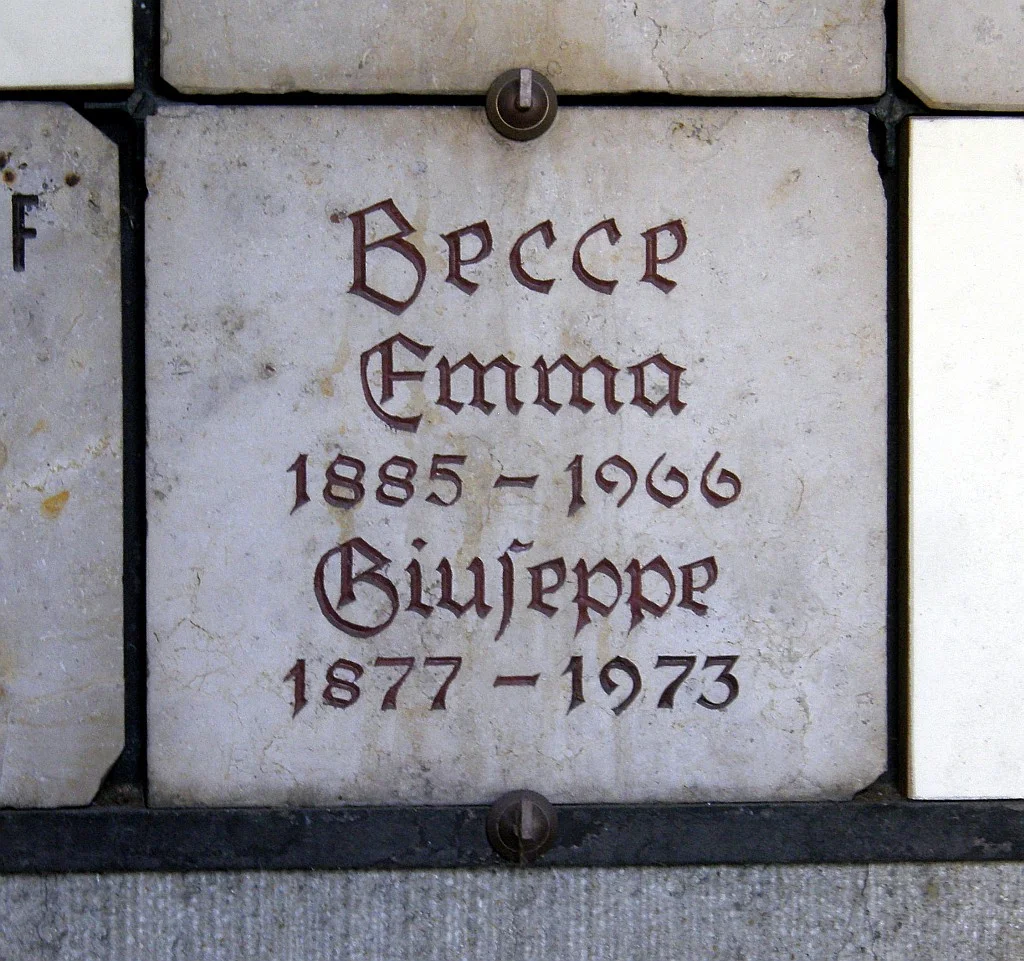 F
Becce
Emma
1885 – 1966
Giuſeppe
1877 – 1973